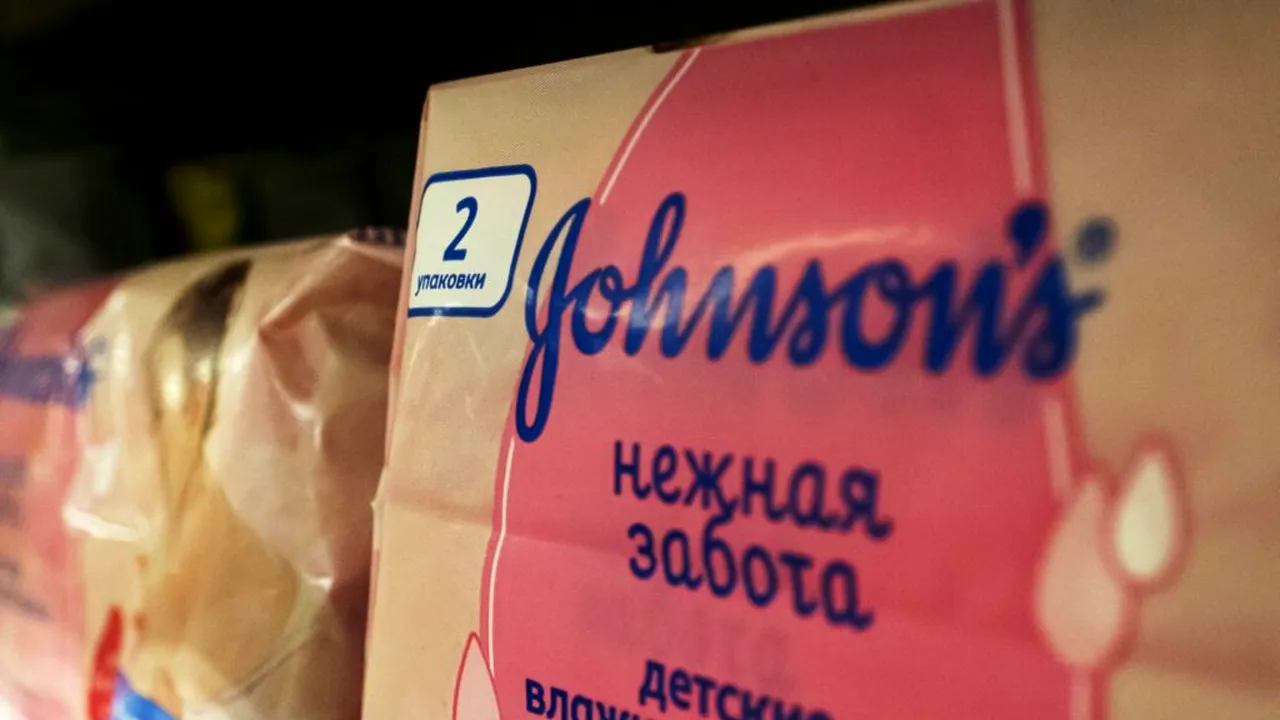 2
упаковки
Johnson's®
нежная
забота
детские